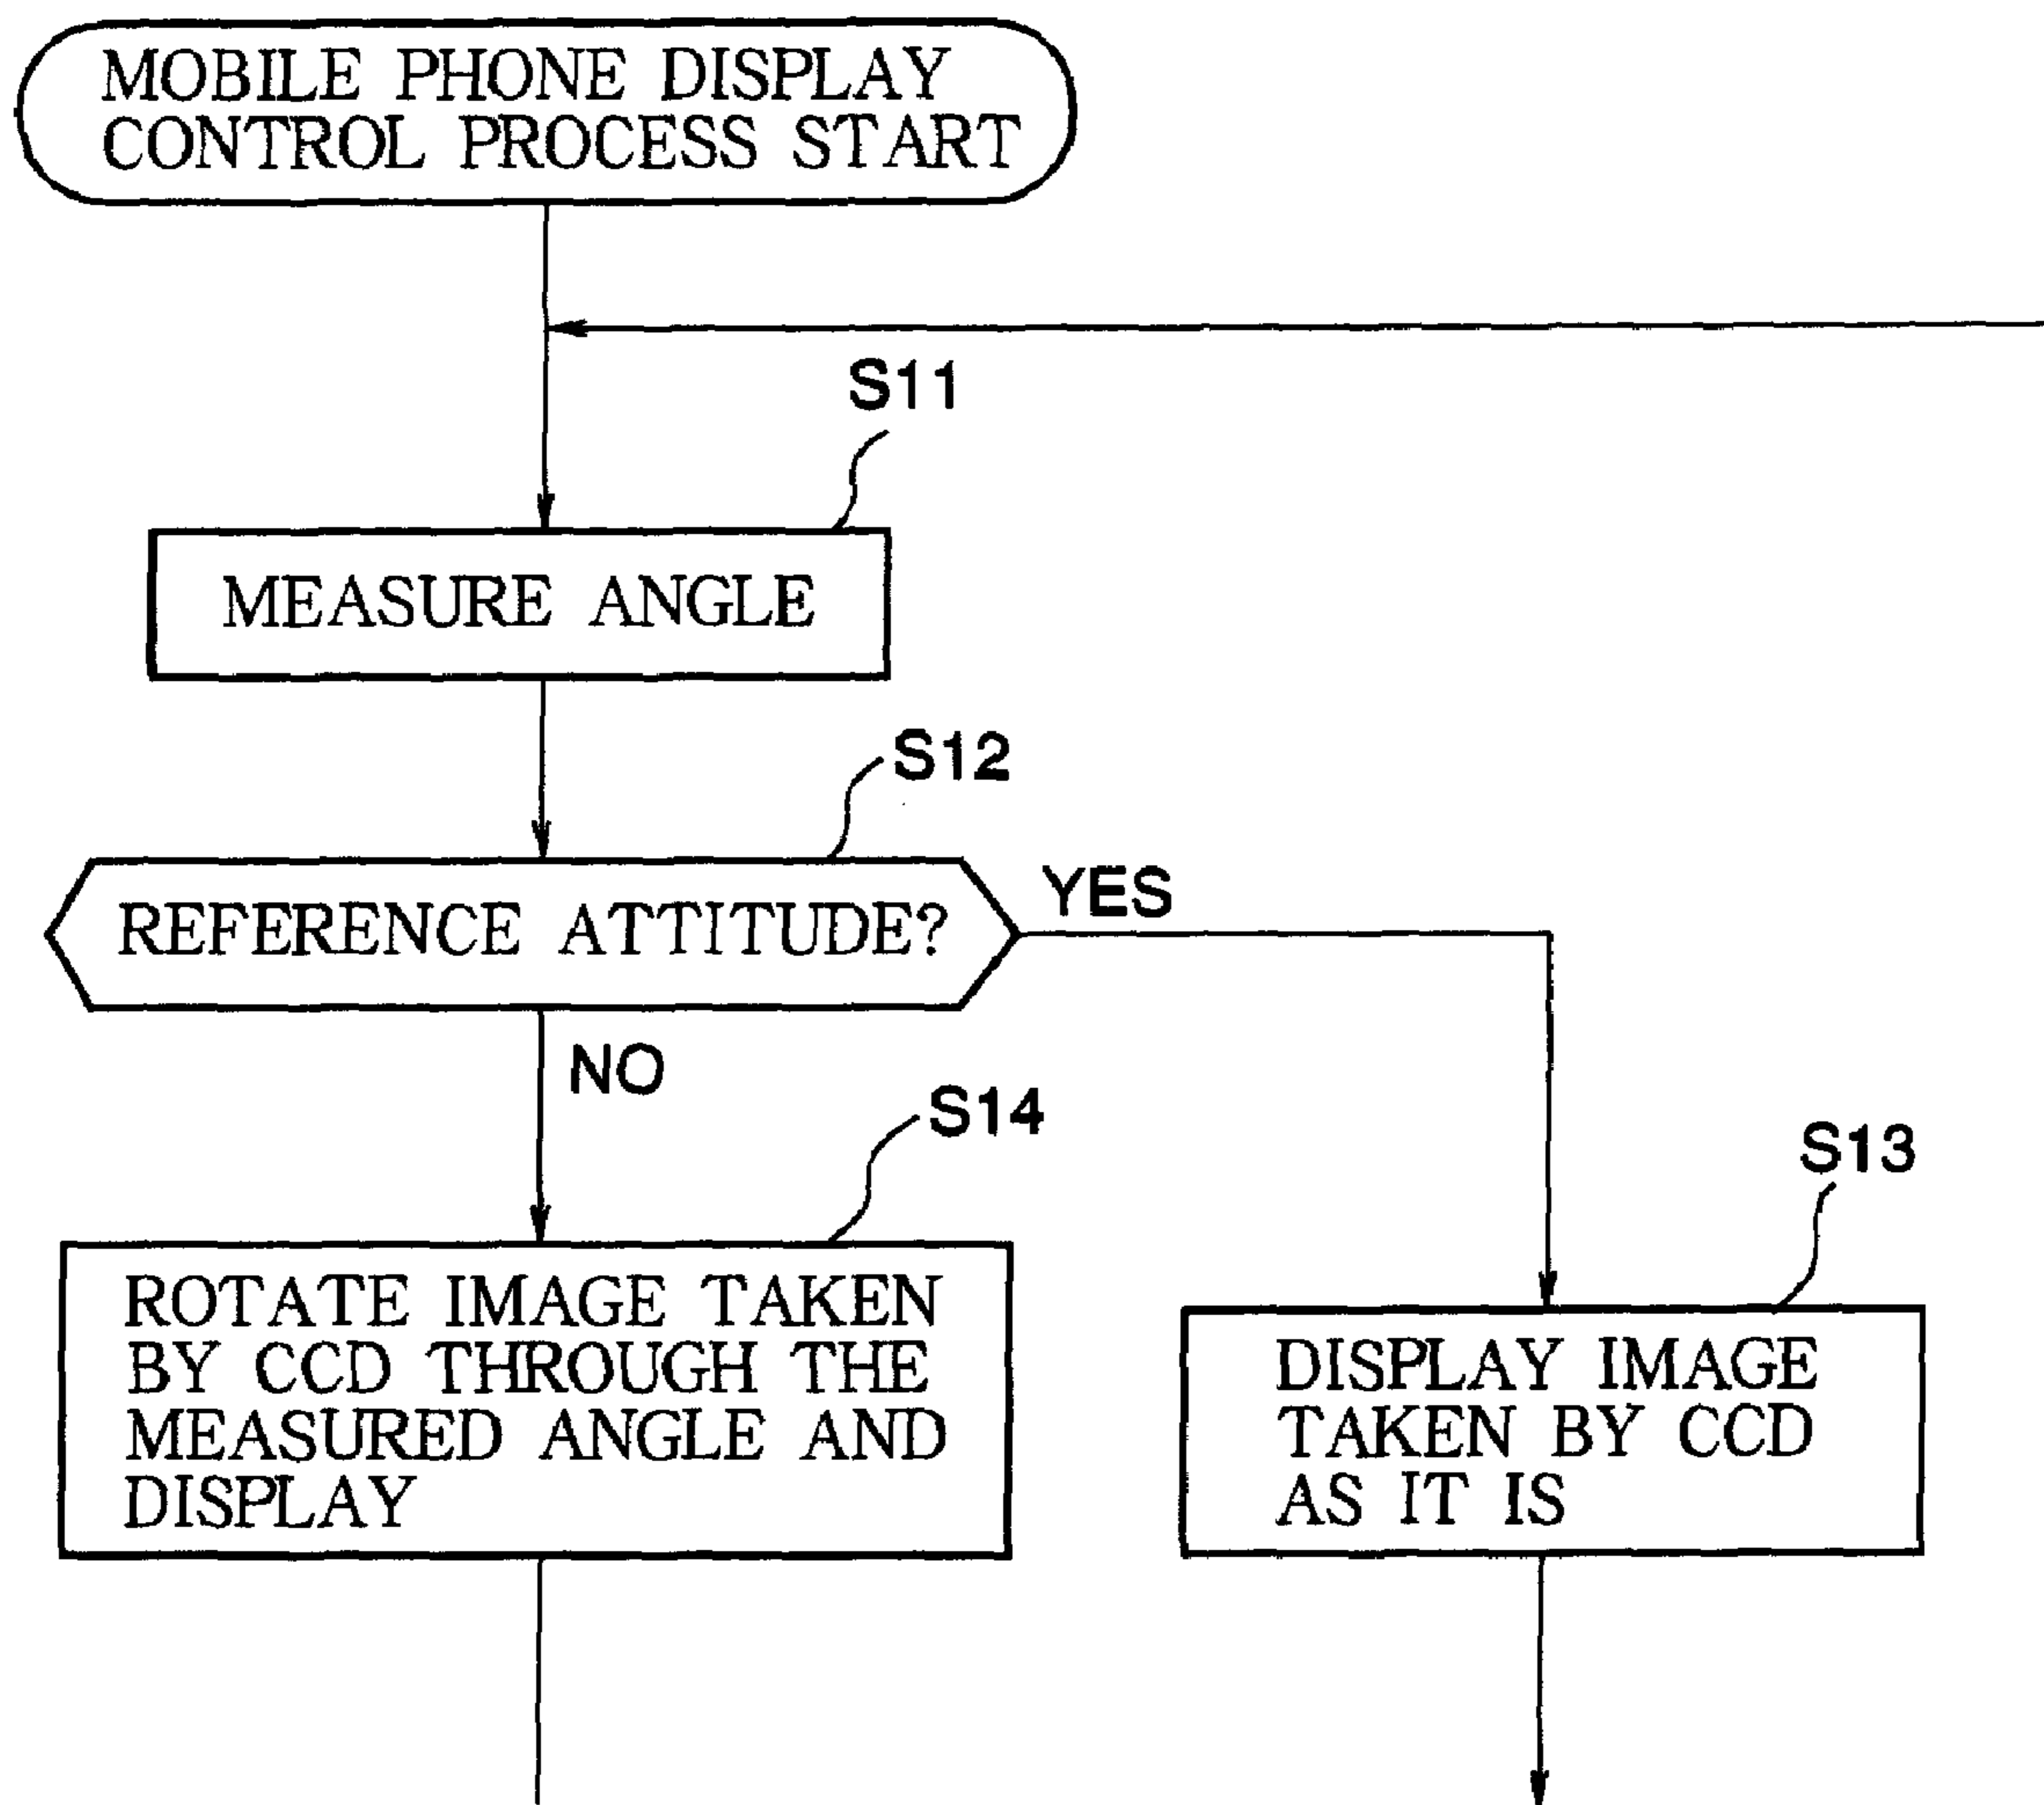 MOBILE PHONE DISPLAY
CONTROL PROCESS START
S11
MEASURE ANGLE
S12
REFERENCE ATTITUDE?
YES
NO
S14
S13
ROTATE IMAGE TAKEN
BY CCD THROUGH THE
MEASURED ANGLE AND
DISPLAY
DISPLAY IMAGE
TAKEN BY CCD
AS IT IS